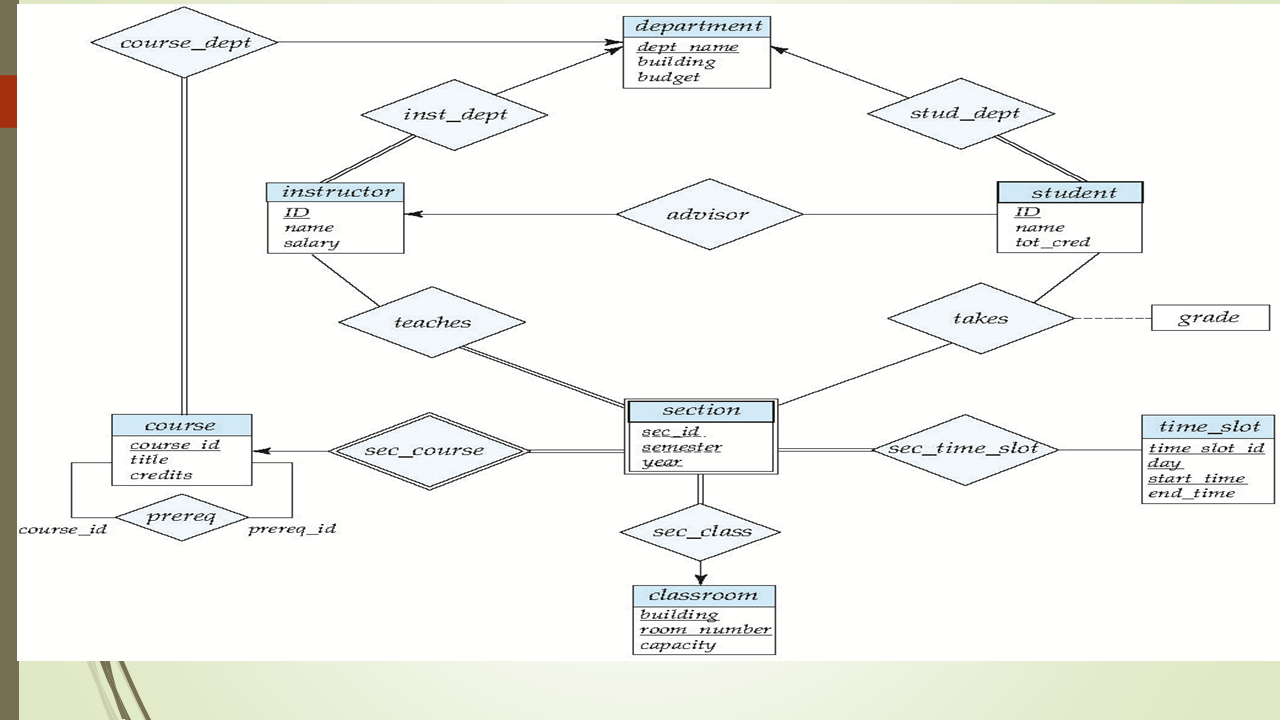 department
course_dept
dept_name
building
budget
inst_dept
stud_dept
instructor
ID
name
salary
advisor
student
ID
name
tot_cred
teaches
takes
grade
course
course_id
title
credits
sec_course
section
sec_id
semester
year
sec_time_slot
time_slot
time_slot_id
day
start_time
end_time
prereq
course_id
prereq_id
sec_class
classroom
building
room_number
capacity